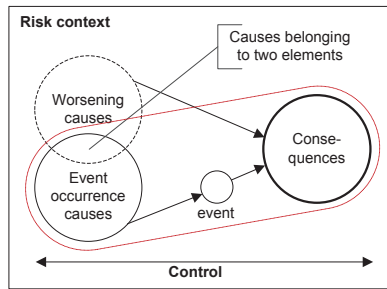 Risk context
Causes belonging
to two elements
Worsening
causes
Event
occurrence
causes
event
Conse-
quences
Control